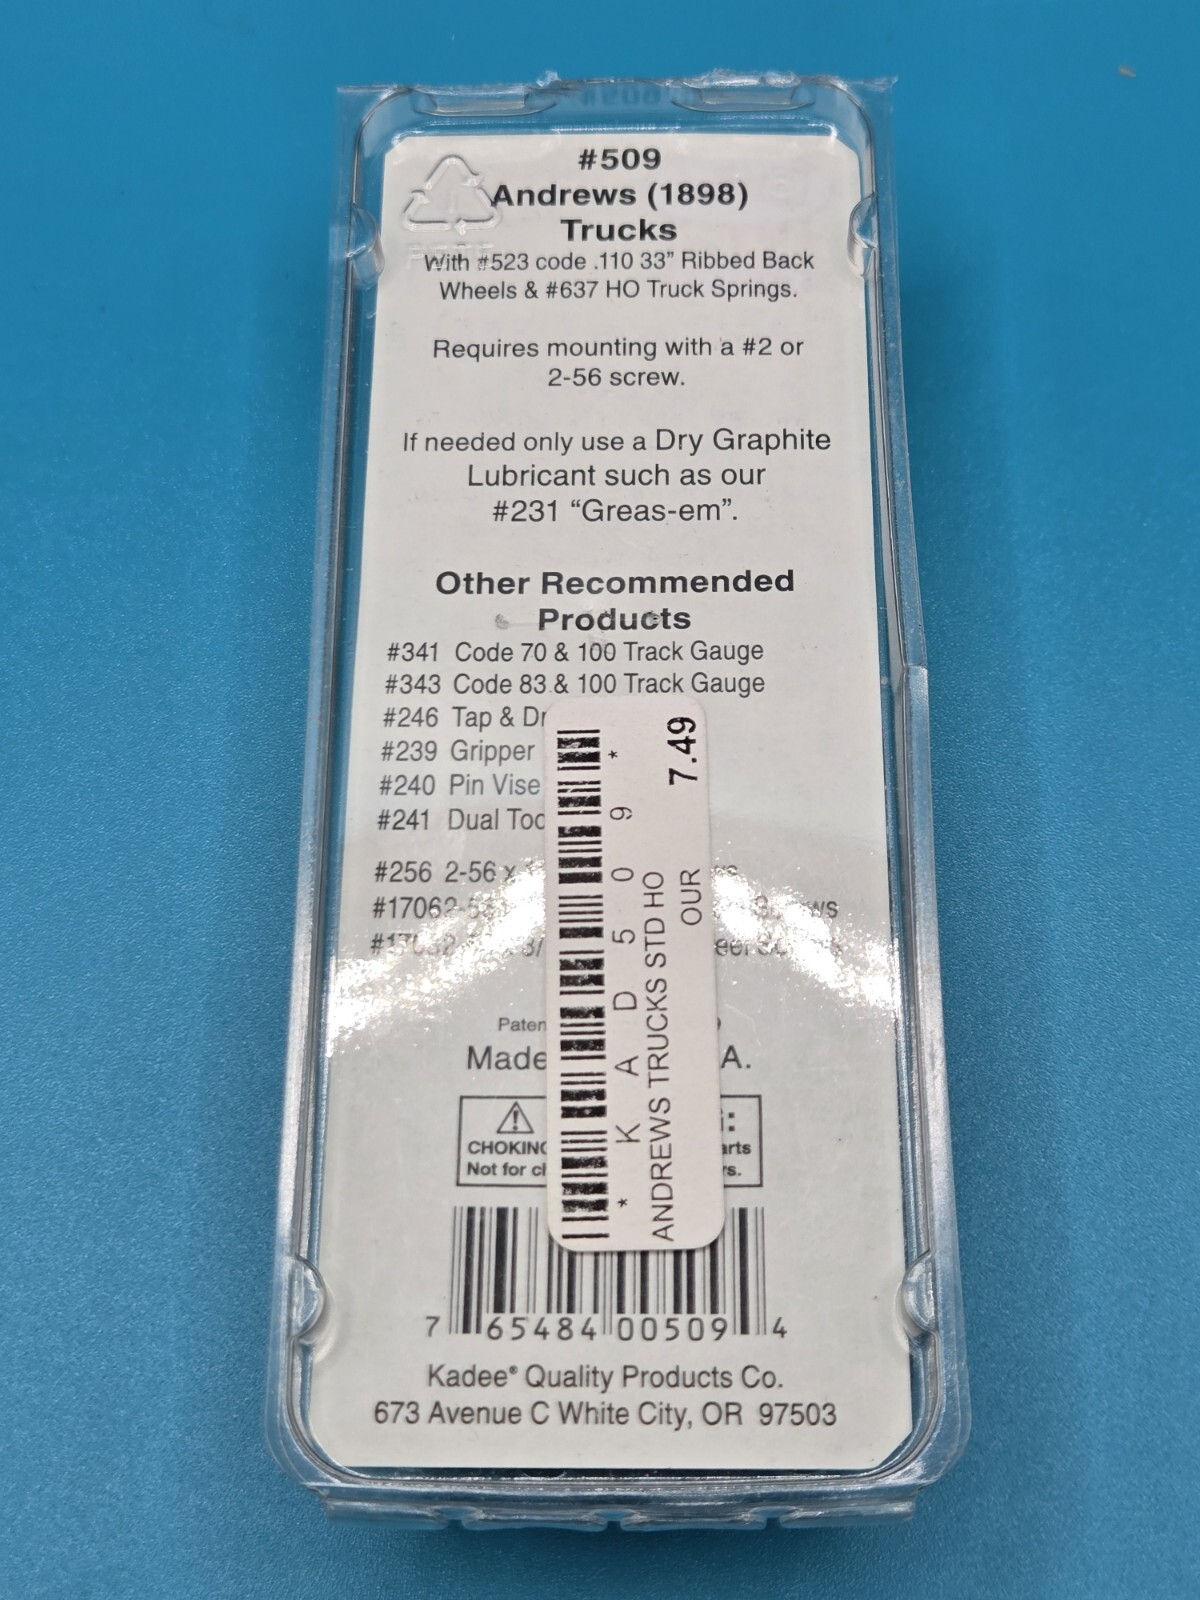 #509
Andrews (1898)
Trucks
With #523 code .110 33” Ribbed Back
Wheels & #637 HO Truck Springs.
Requires mounting with a #2 or
2-56 screw.
If needed only use a Dry Graphite
Lubricant such as our
#231 “Greas-em”.
Other Recommended
Products
#341 Code 70 & 100 Track Gauge
#343 Code 83 & 100 Track Gauge
#246 Tap &
#239 Gripper
#240 Pin Vise
#241 Dual
#256 2-56 x
#1706
Made A.
CHOKING
Not for
7 65484 00509 4
Kadee® Quality Products Co.
673 Avenue C White City, OR 97503
* K A D 5 0 9 *
ANDREWS TRUCKS STD HO
OUR 7.49